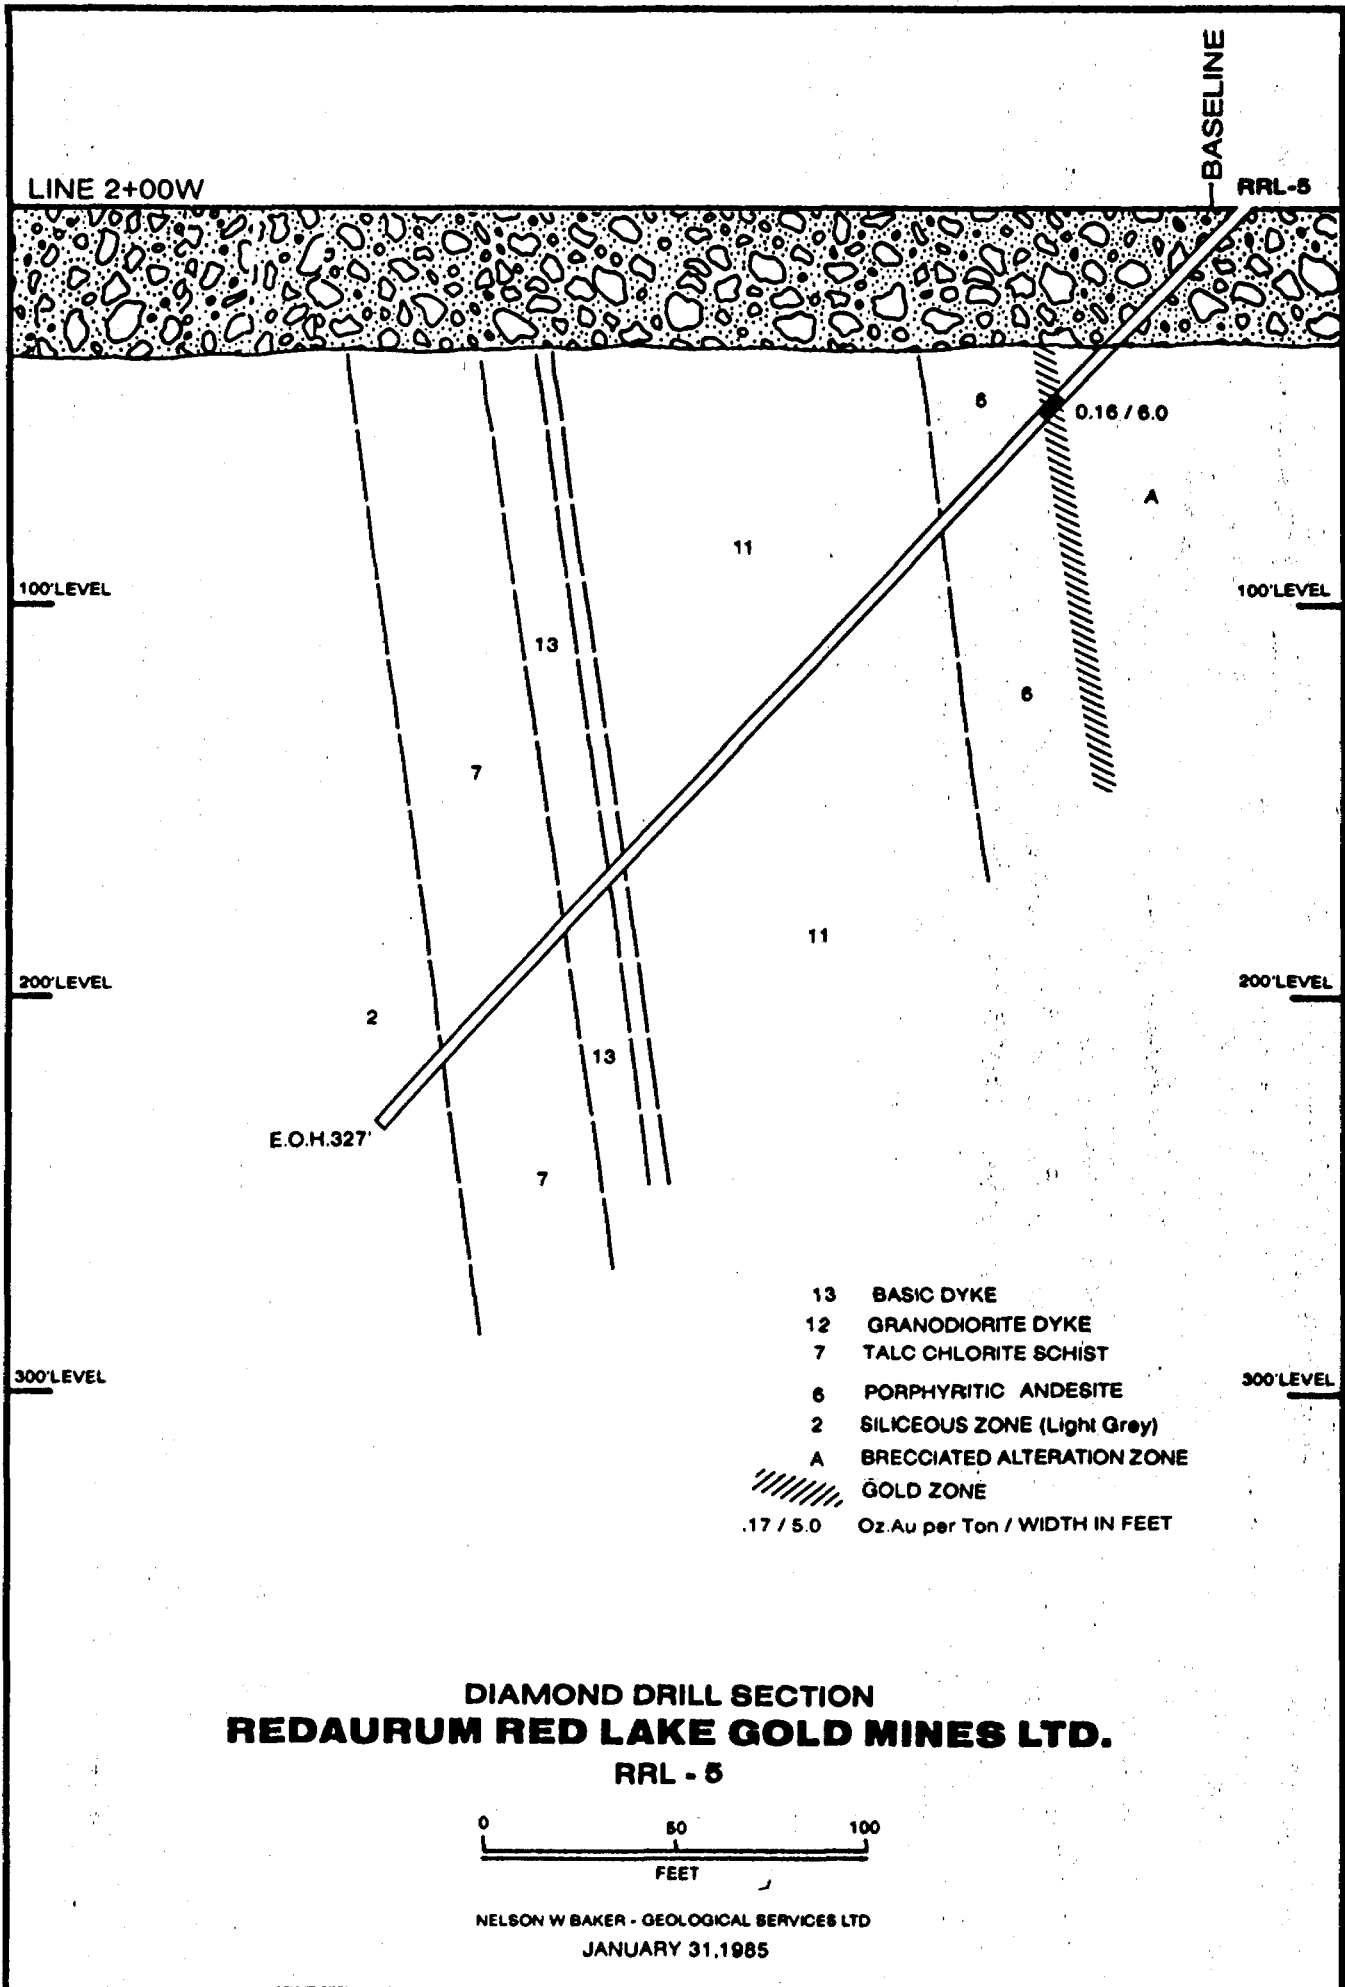 BASELINE
LINE 2+00W
RRL-5
6
0.16 / 6.0
A
11
100'LEVEL
100'LEVEL
13
6
7
11
200'LEVEL
200'LEVEL
2
13
E.O.H.327'
7
13 BASIC DYKE
12 GRANODIORITE DYKE
7 TALC CHLORITE SCHIST
300'LEVEL
300'LEVEL
6 PORPHYRITIC ANDESITE
2 SILICEOUS ZONE (Light Grey)
A BRECCIATED ALTERATION ZONE
GOLD ZONE
.17 / 5.0 Oz.Au per Ton / WIDTH IN FEET
DIAMOND DRILL SECTION
REDAURUM RED LAKE GOLD MINES LTD.
RRL - 5
0 50 100
FEET
NELSON W BAKER - GEOLOGICAL SERVICES LTD
JANUARY 31,1985